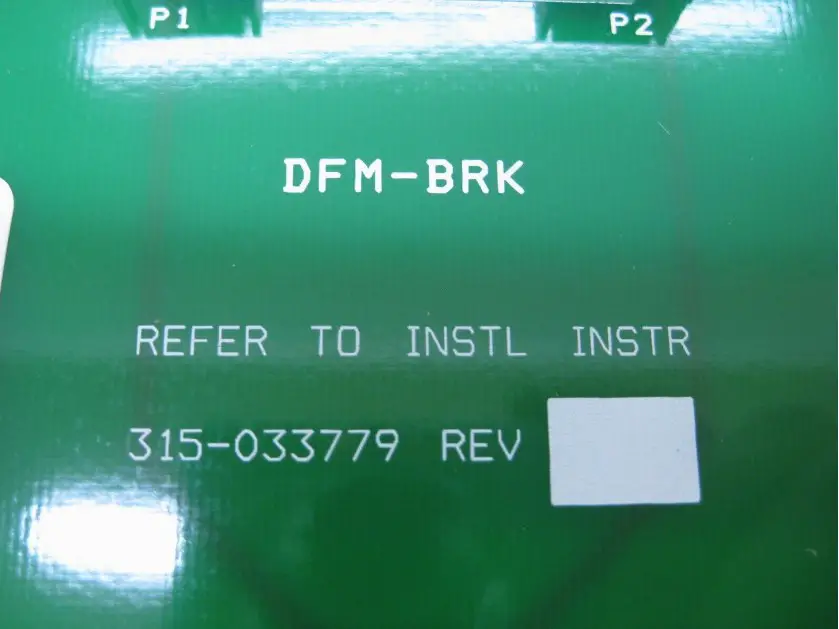 P1 P2
DFM-BRK
REFER TO INSTL INSTR
315-033779 REV